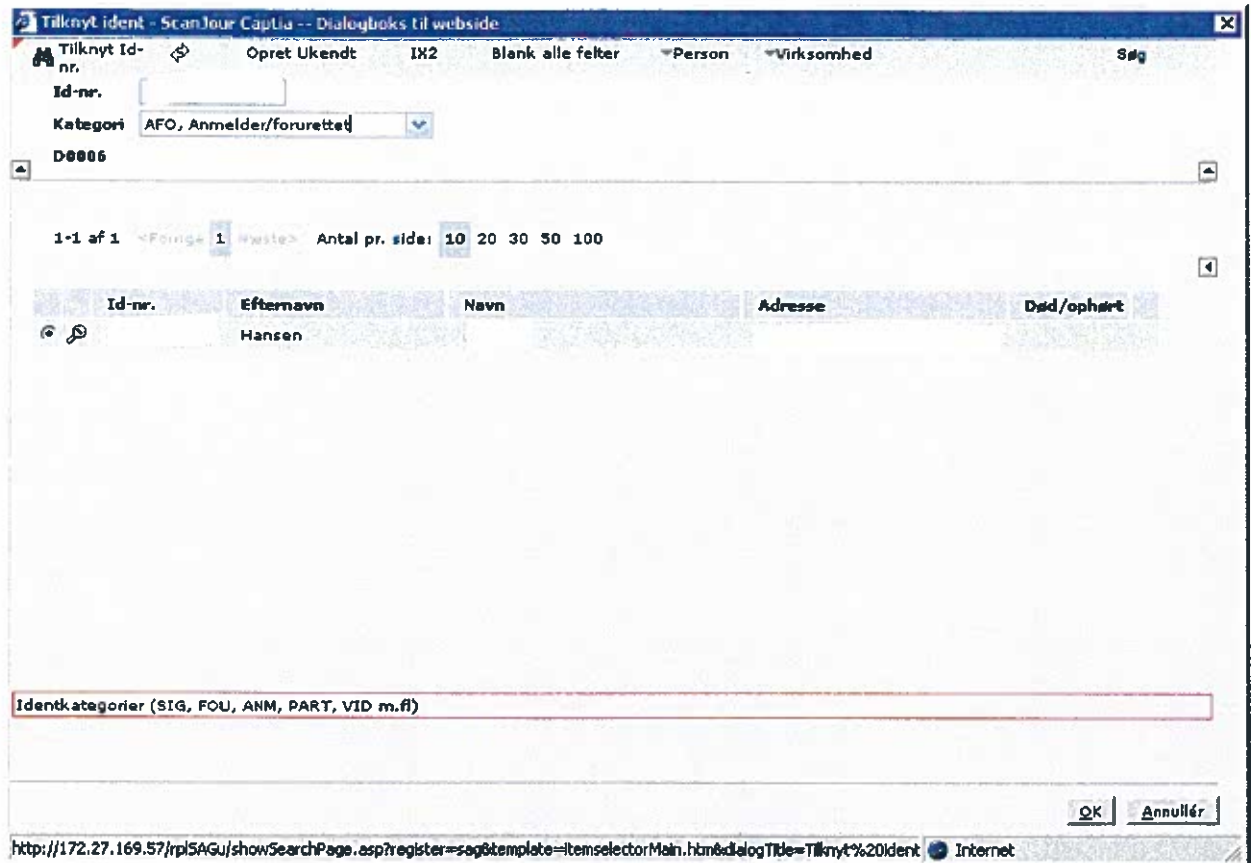 Tilknyt ident - ScanJour Captia -- Dialogboks til webside
Tilknyt Id-nr. Opret Ukendt IX2 Blank alle felter Person Virksomhed Søg
Id-nr.
Kategori AFO, Anmelder/forurettet
D0006
1-1 af 1 <Forrige 1 Næste> Antal pr. side: 10 20 30 50 100
Id-nr. Efternavn Navn Adresse Død/ophørt
Hansen
Identkategorier (SIG, FOU, ANM, PART, VID m.fl)
OK Annullér
http://172.27.169.57/rpl5AGu/showSearchPage.asp?register=sag&template=itemselectorMain.htm&dialogTitle=Tilknyt%20ident Internet